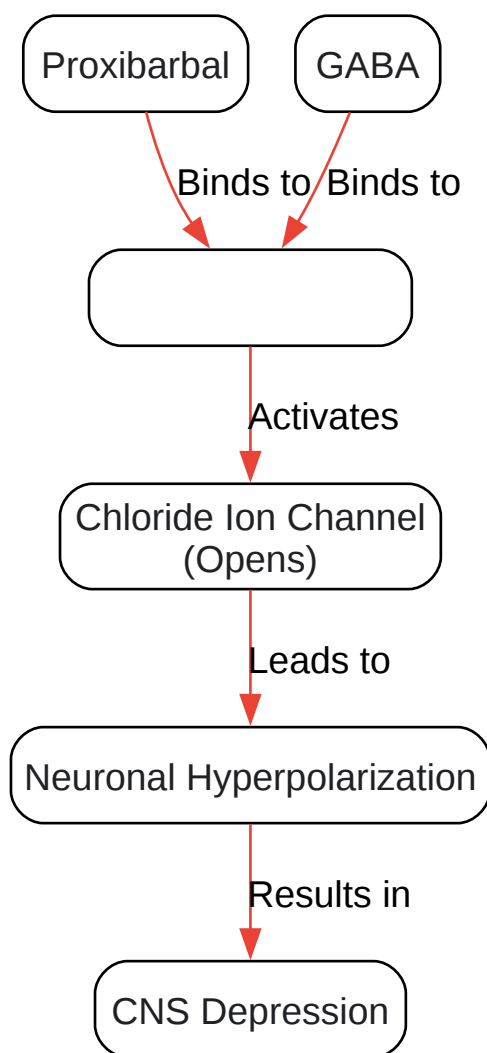 Proxibarbal
GABA
Binds to
Binds to
Activates
Chloride Ion Channel
(Opens)
Leads to
Neuronal Hyperpolarization
Results in
CNS Depression